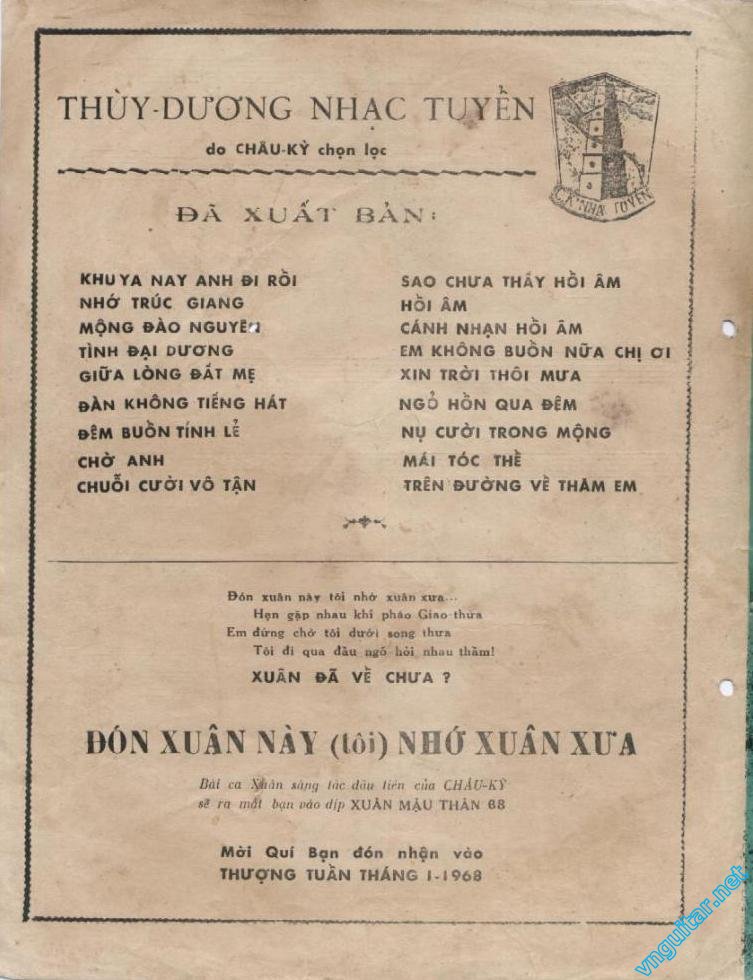 THÙY-DƯƠNG NHẠC TUYỂN
do CHÂU-KỲ chọn lọc
CA NHẠC TUYỂN
ĐÃ XUẤT BẢN:
KHUYA NAY ANH ĐI RỒI
NHỚ TRÚC GIANG
MỘNG ĐÀO NGUYÊN
TÌNH ĐẠI DƯƠNG
GIỮA LÒNG ĐẤT MẸ
ĐÀN KHÔNG TIẾNG HÁT
ĐÊM BUỒN TỈNH LẺ
CHỜ ANH
CHUỖI CƯỜI VÔ TẬN
SAO CHƯA THẤY HỒI ÂM
HỒI ÂM
CÁNH NHẠN HỒI ÂM
EM KHÔNG BUỒN NỮA CHỊ ƠI
XIN TRỜI THÔI MƯA
NGỎ HỒN QUA ĐÊM
NỤ CƯỜI TRONG MỘNG
MÁI TÓC THỀ
TRÊN ĐƯỜNG VỀ THĂM EM
Đón xuân này tôi nhớ xuân xưa...
Hẹn gặp nhau khi pháo Giao thừa
Em đứng chờ tôi dưới song thưa
Tôi đi qua đầu ngõ hỏi nhau thầm!
XUÂN ĐÃ VỀ CHƯA ?
ĐÓN XUÂN NÀY (tôi) NHỚ XUÂN XƯA
Bài ca Xuân sáng tác đầu tiên của CHÂU-KỲ
sẽ ra mắt bạn vào dịp XUÂN MẬU THÂN 68
Mời Quí Bạn đón nhận vào
THƯỢNG TUẦN THÁNG I-1968
vnguitar.net